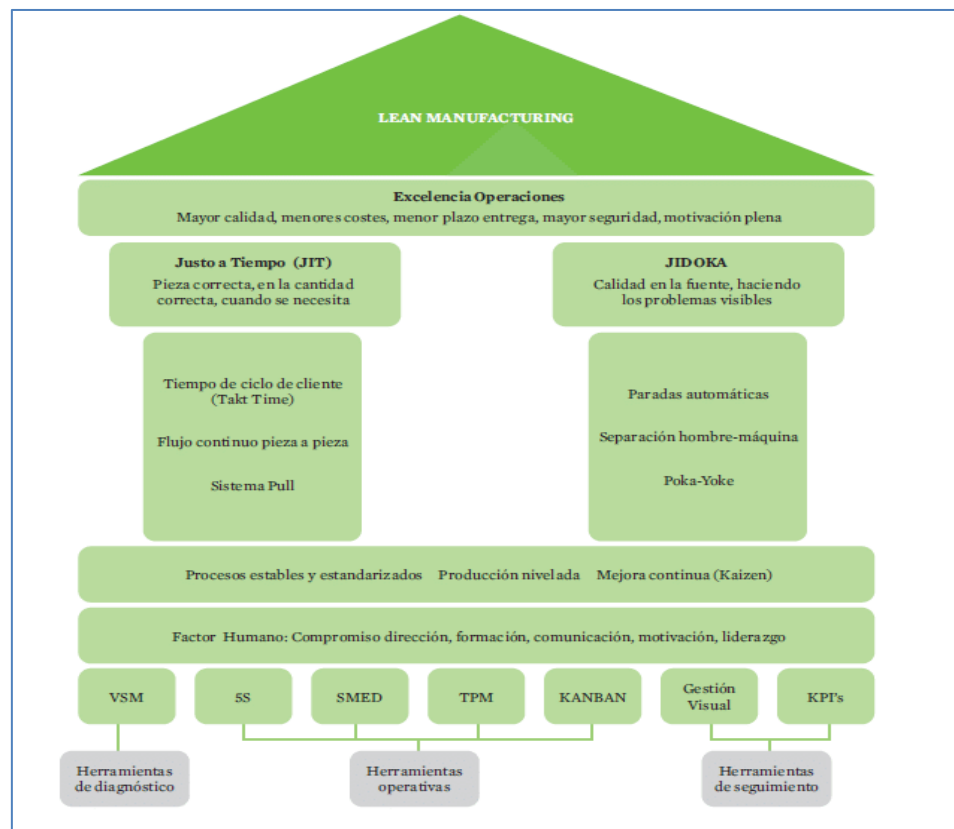 LEAN MANUFACTURING
Excelencia Operaciones
Mayor calidad, menores costes, menor plazo entrega, mayor seguridad, motivación plena
Justo a Tiempo (JIT)
Pieza correcta, en la cantidad
correcta, cuando se necesita
JIDOKA
Calidad en la fuente, haciendo
los problemas visibles
Tiempo de ciclo de cliente
(Takt Time)
Flujo continuo pieza a pieza
Sistema Pull
Paradas automáticas
Separación hombre-máquina
Poka-Yoke
Procesos estables y estandarizados Producción nivelada Mejora continua (Kaizen)
Factor Humano: Compromiso dirección, formación, comunicación, motivación, liderazgo
VSM
5S
SMED
TPM
KANBAN
Gestión
Visual
KPI's
Herramientas
de diagnóstico
Herramientas
operativas
Herramientas
de seguimiento